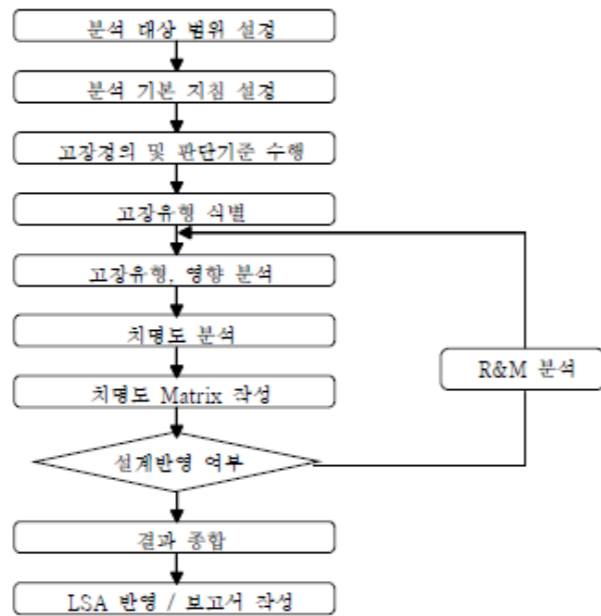 분석 대상 범위 설정
분석 기본 지침 설정
고장정의 및 판단기준 수행
고장유형 식별
고장유형, 영향 분석
치명도 분석
R&M 분석
치명도 Matrix 작성
설계반영 여부
결과 종합
LSA 반영 / 보고서 작성